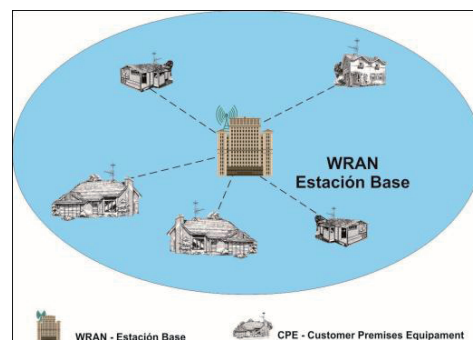 WRAN
Estación Base
WRAN - Estación Base
CPE - Customer Premises Equipament